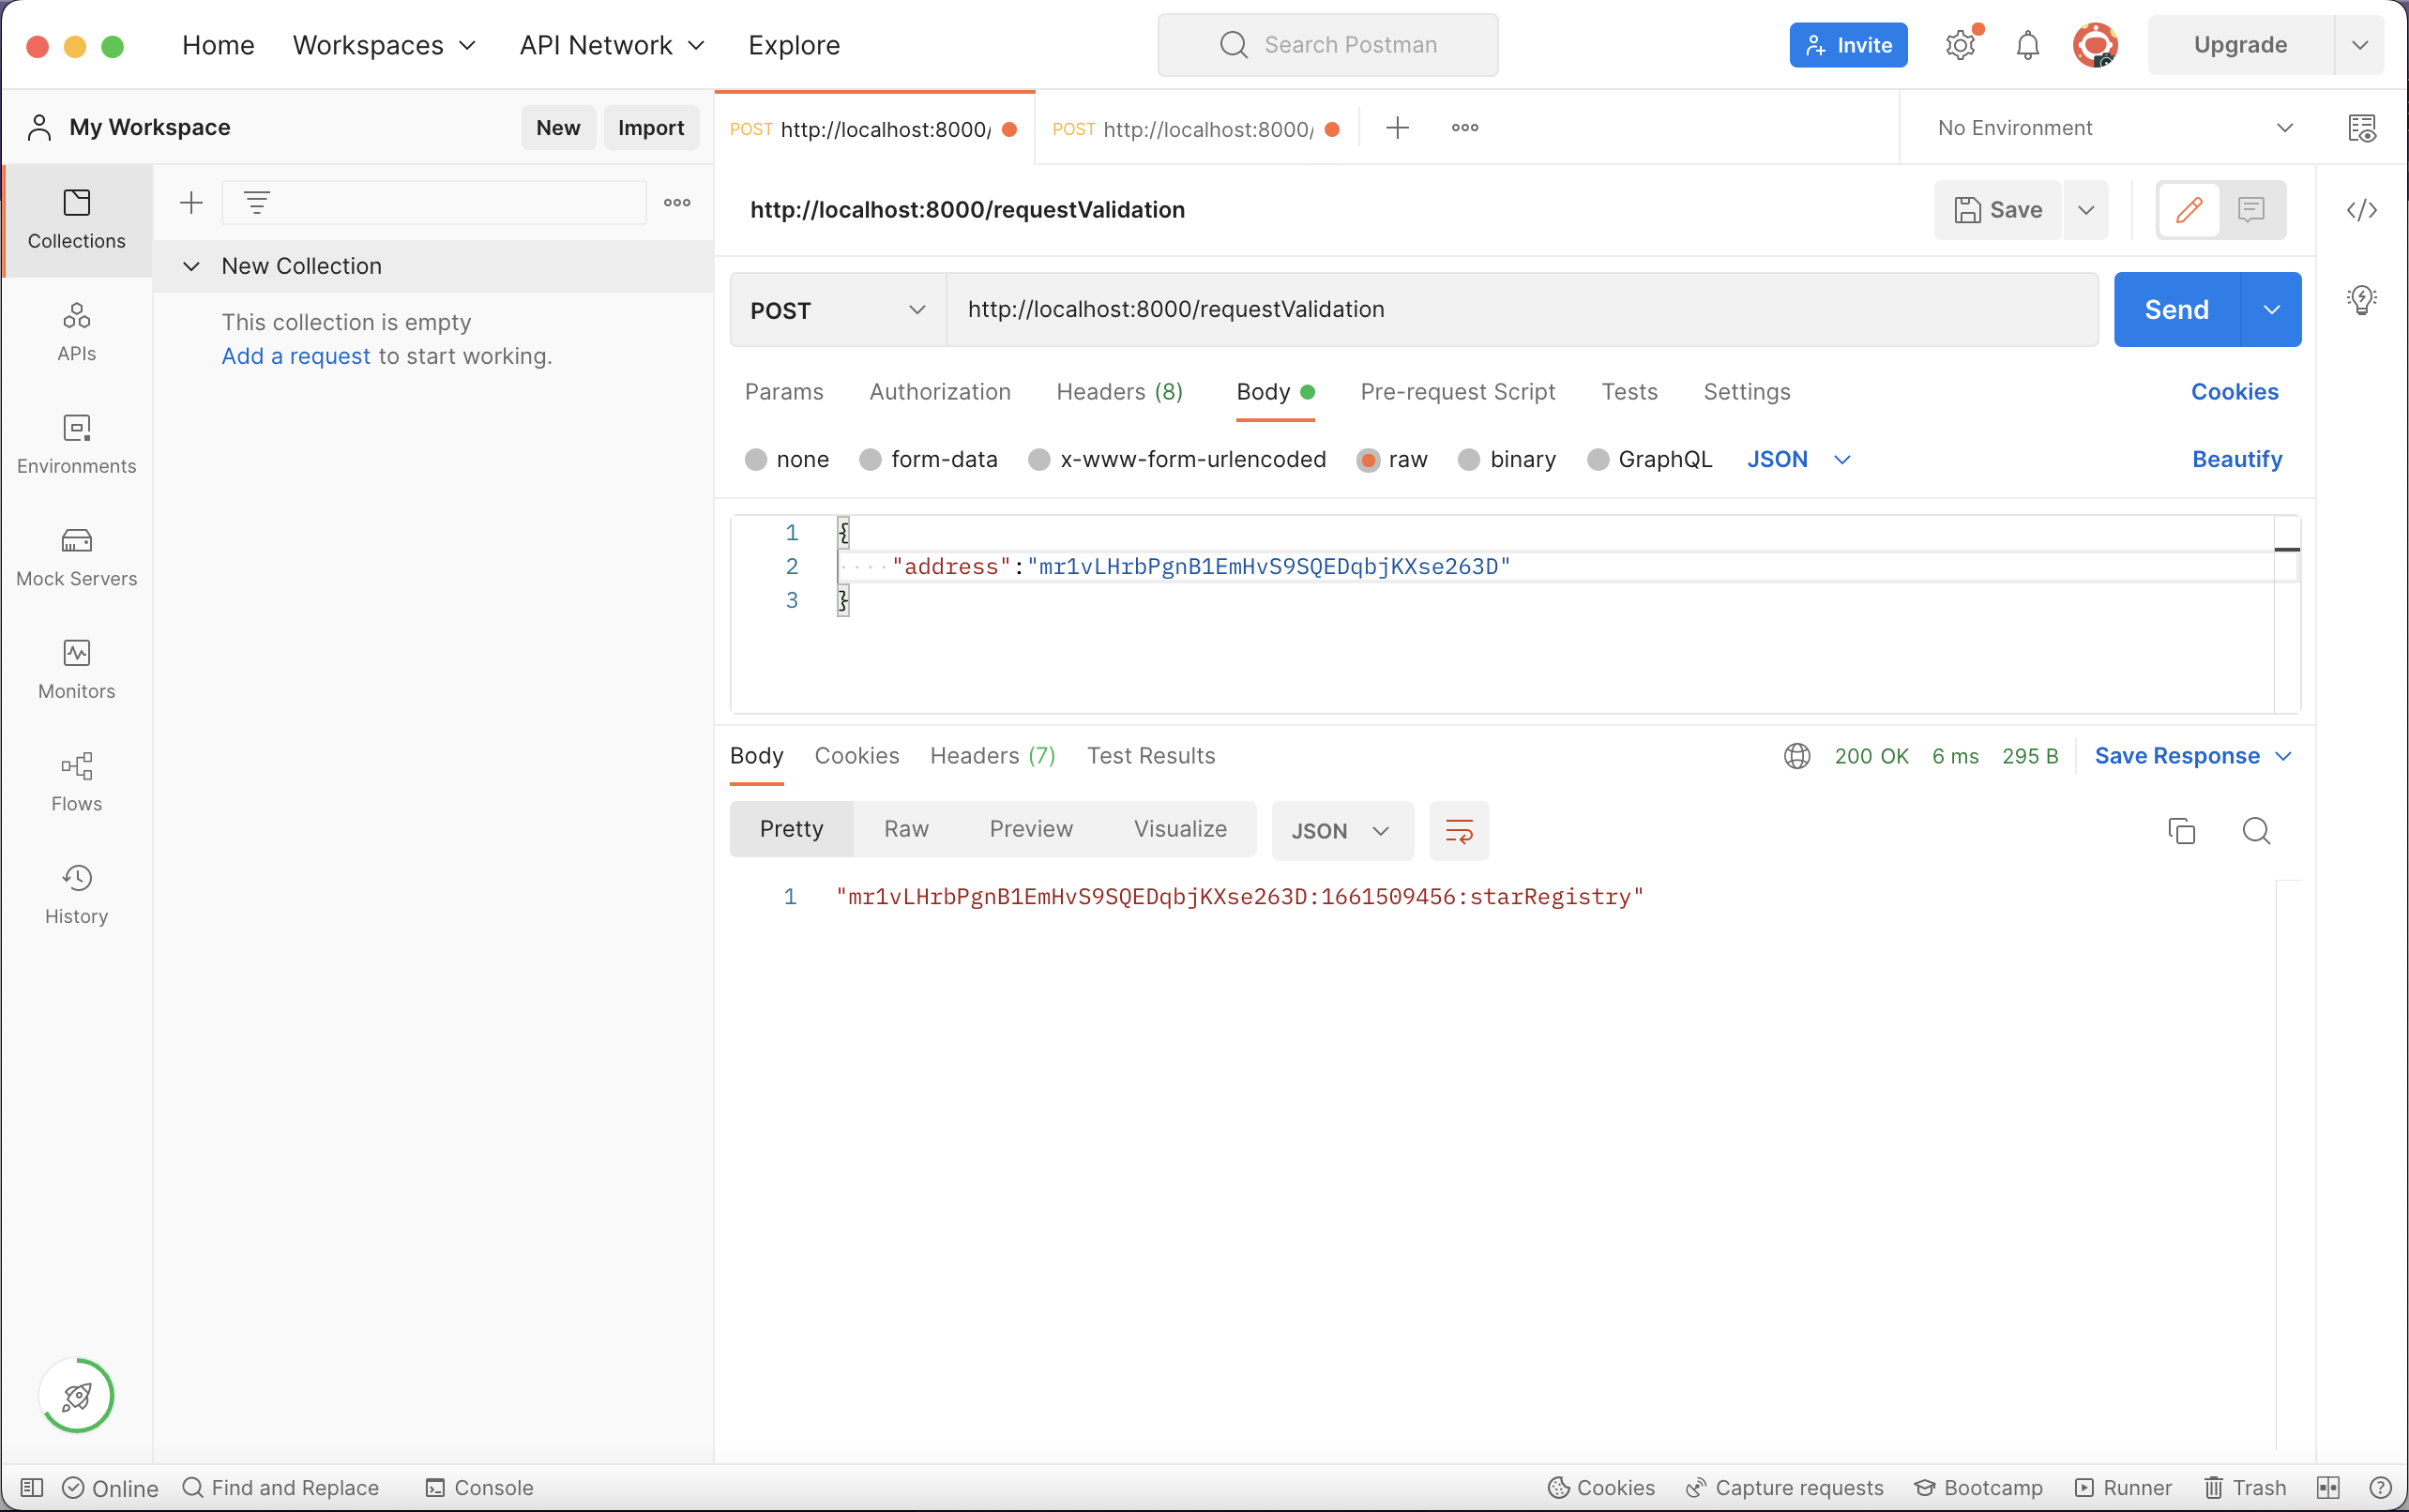 Home Workspaces API Network Explore Search Postman Invite Upgrade
My Workspace New Import POST http://localhost:8000/ POST http://localhost:8000/ No Environment
Collections
APIs
Environments
Mock Servers
Monitors
Flows
History
New Collection
This collection is empty
Add a request to start working.
http://localhost:8000/requestValidation Save
POST http://localhost:8000/requestValidation Send
Params Authorization Headers (8) Body Pre-request Script Tests Settings Cookies
none form-data x-www-form-urlencoded raw binary GraphQL JSON Beautify
1 {
2 "address":"mr1vLHrbPgnB1EmHvS9SQEDqbjKXse263D"
3 }
Body Cookies Headers (7) Test Results 200 OK 6 ms 295 B Save Response
Pretty Raw Preview Visualize JSON
1 "mr1vLHrbPgnB1EmHvS9SQEDqbjKXse263D:1661509456:starRegistry"
Online Find and Replace Console Cookies Capture requests Bootcamp Runner Trash